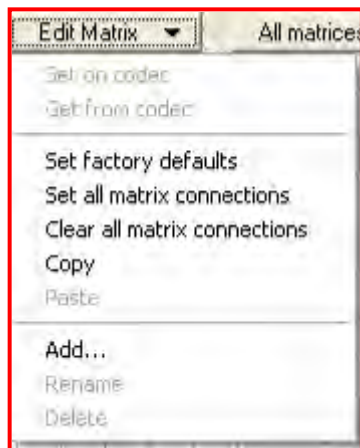 Edit Matrix All matrices
Set on codec
Get from codec
Set factory defaults
Set all matrix connections
Clear all matrix connections
Copy
Paste
Add...
Rename
Delete